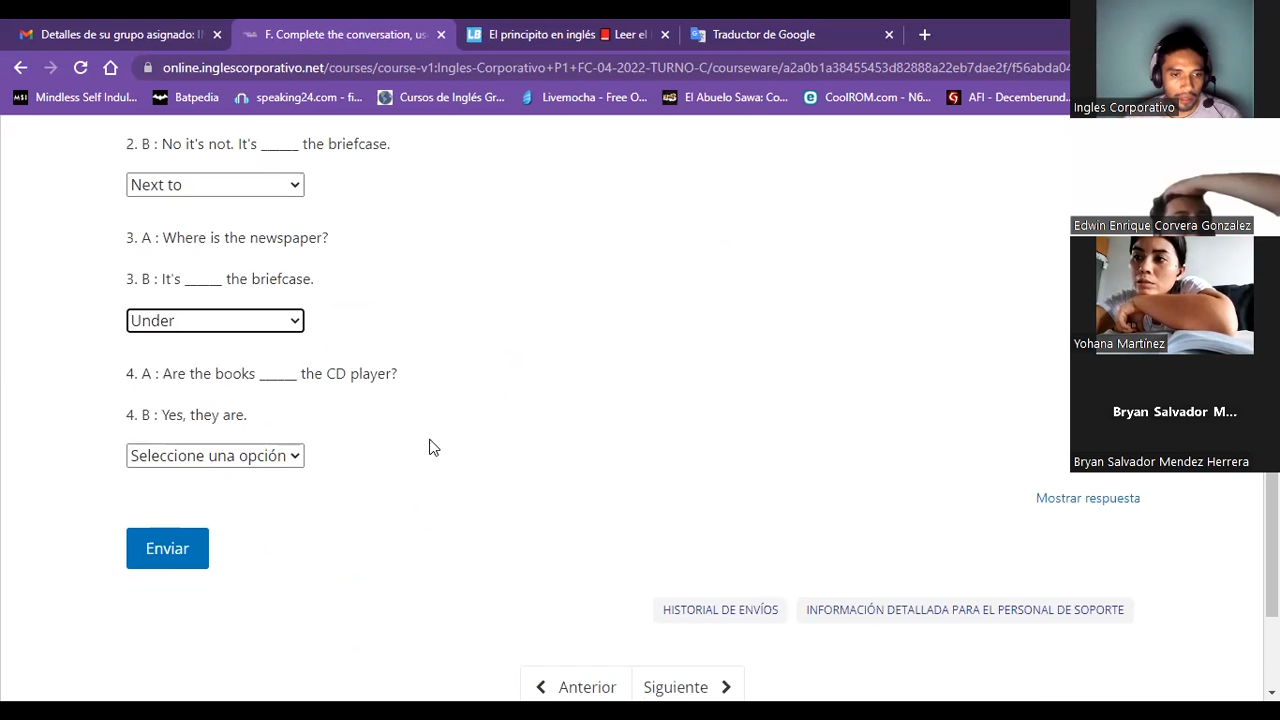 Detalles de su grupo asignado: I
F. Complete the conversation, us
El principito en inglés 📕 Leer el
Traductor de Google
online.inglescorporativo.net/courses/course-v1:Ingles-Corporativo+P1+FC-04-2022-TURNO-C/courseware/a2a0b1a38455453d82888a22eb7dae2f/f56abda04
Mindless Self Indul...
Batpedia
speaking24.com - fi...
Cursos de Inglés Gr...
Livemocha - Free O...
El Abuelo Sawa: Co...
CoolROM.com - N6...
AFI - Decemberund...
2. B : No it's not. It's ______ the briefcase.
Next to
3. A : Where is the newspaper?
3. B : It's ______ the briefcase.
Under
4. A : Are the books ______ the CD player?
4. B : Yes, they are.
Seleccione una opción
Mostrar respuesta
Enviar
HISTORIAL DE ENVÍOS
INFORMACIÓN DETALLADA PARA EL PERSONAL DE SOPORTE
Anterior
Siguiente
Ingles Corporativo
Edwin Enrique Corvera Gonzalez
Yohana Martínez
Bryan Salvador M...
Bryan Salvador Mendez Herrera